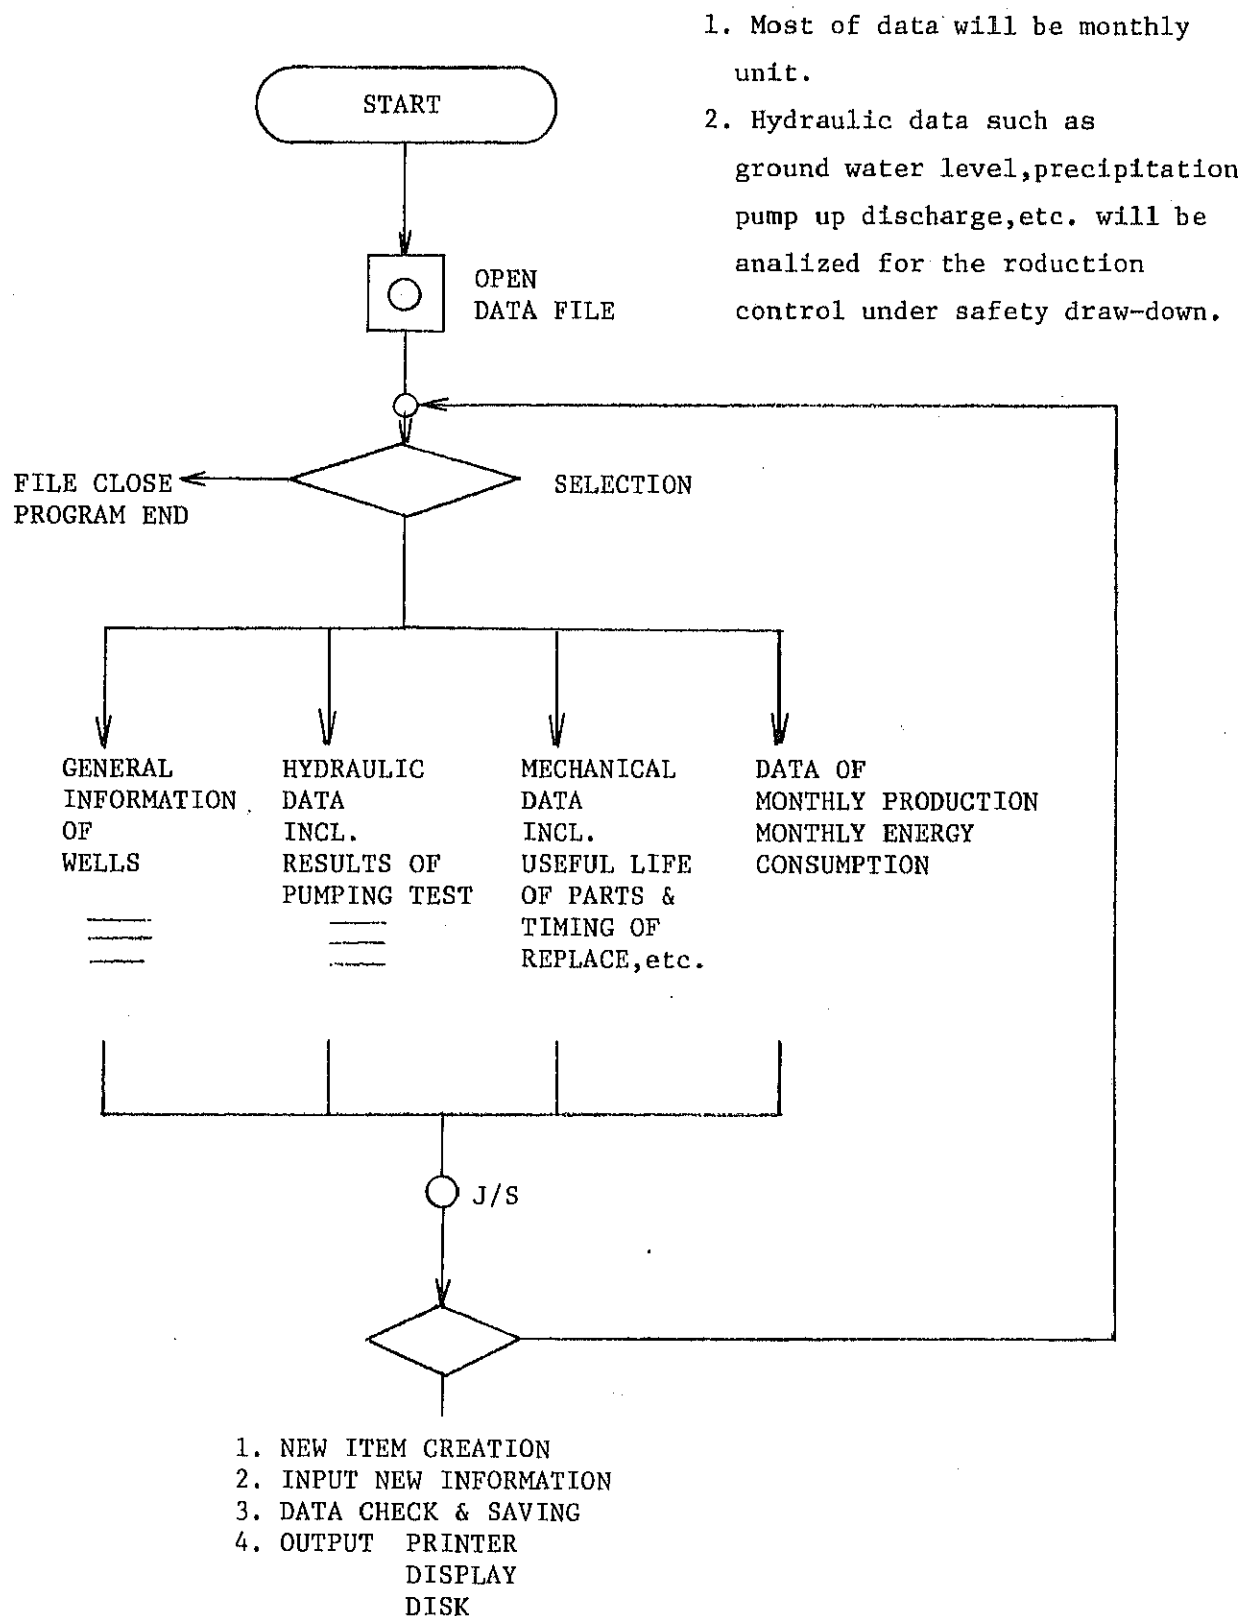 1. Most of data will be monthly
unit.
2. Hydraulic data such as
ground water level,precipitation
pump up discharge,etc. will be
analized for the roduction
control under safety draw-down.
START
OPEN
DATA FILE
FILE CLOSE
PROGRAM END
SELECTION
GENERAL
INFORMATION
OF
WELLS
HYDRAULIC
DATA
INCL.
RESULTS OF
PUMPING TEST
MECHANICAL
DATA
INCL.
USEFUL LIFE
OF PARTS &
TIMING OF
REPLACE,etc.
DATA OF
MONTHLY PRODUCTION
MONTHLY ENERGY
CONSUMPTION
J/S
1. NEW ITEM CREATION
2. INPUT NEW INFORMATION
3. DATA CHECK & SAVING
4. OUTPUT PRINTER
DISPLAY
DISK